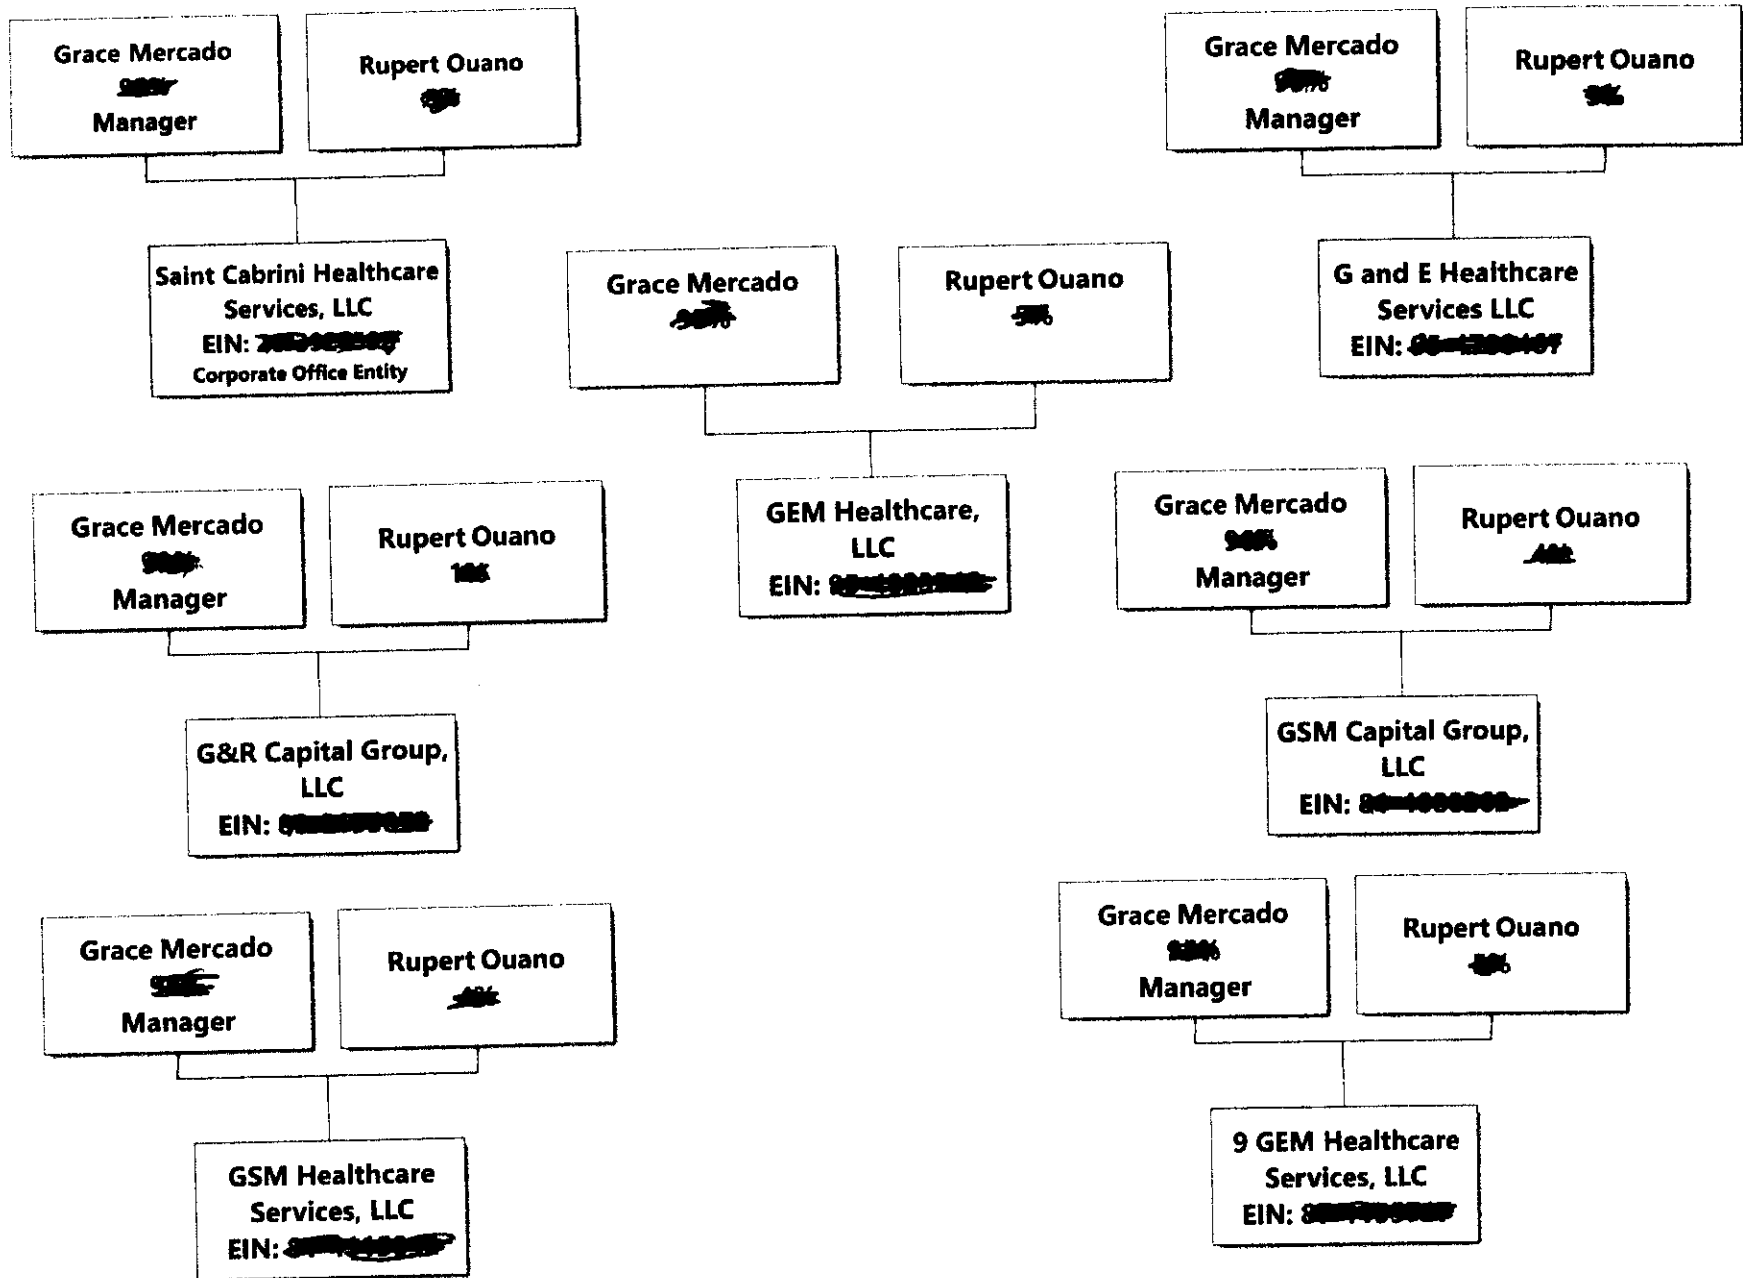 Grace Mercado
Manager
Rupert Ouano
Saint Cabrini Healthcare
Services, LLC
EIN:
Corporate Office Entity
Grace Mercado
Manager
Rupert Ouano
G and E Healthcare
Services LLC
EIN:
Grace Mercado
Rupert Ouano
GEM Healthcare,
LLC
EIN:
Grace Mercado
Manager
Rupert Ouano
G&R Capital Group,
LLC
EIN:
Grace Mercado
Manager
Rupert Ouano
GSM Capital Group,
LLC
EIN:
Grace Mercado
Manager
Rupert Ouano
GSM Healthcare
Services, LLC
EIN:
Grace Mercado
Manager
Rupert Ouano
9 GEM Healthcare
Services, LLC
EIN: